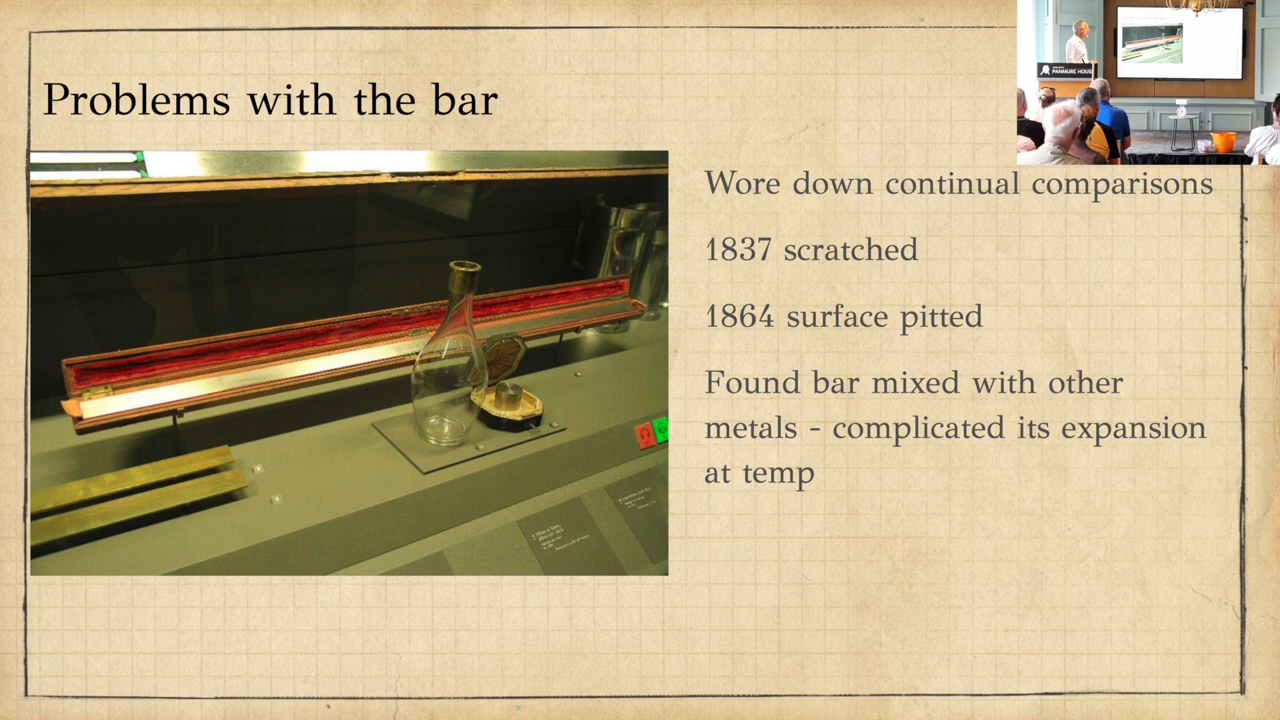 Problems with the bar
Wore down continual comparisons
1837 scratched
1864 surface pitted
Found bar mixed with other
metals - complicated its expansion
at temp
PANMURE HOUSE